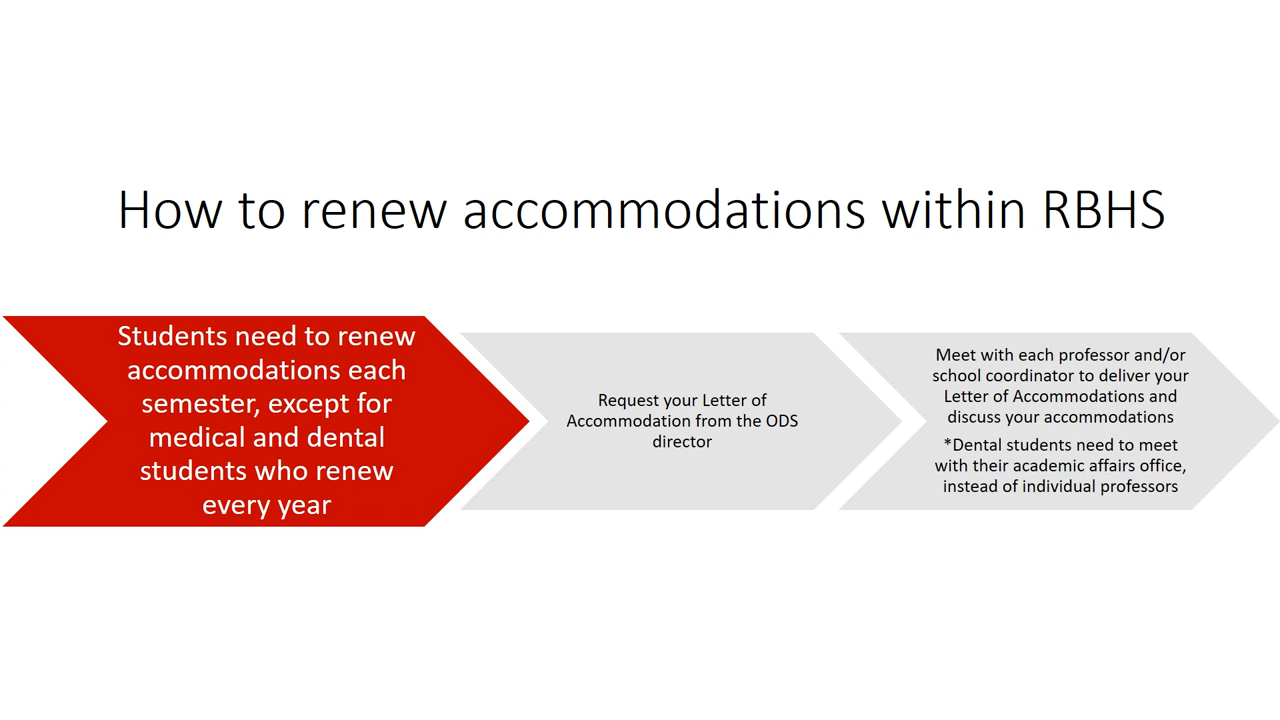 How to renew accommodations within RBHS
Students need to renew
accommodations each
semester, except for
medical and dental
students who renew
every year
Request your Letter of
Accommodation from the ODS
director
Meet with each professor and/or
school coordinator to deliver your
Letter of Accommodations and
discuss your accommodations
*Dental students need to meet
with their academic affairs office,
instead of individual professors